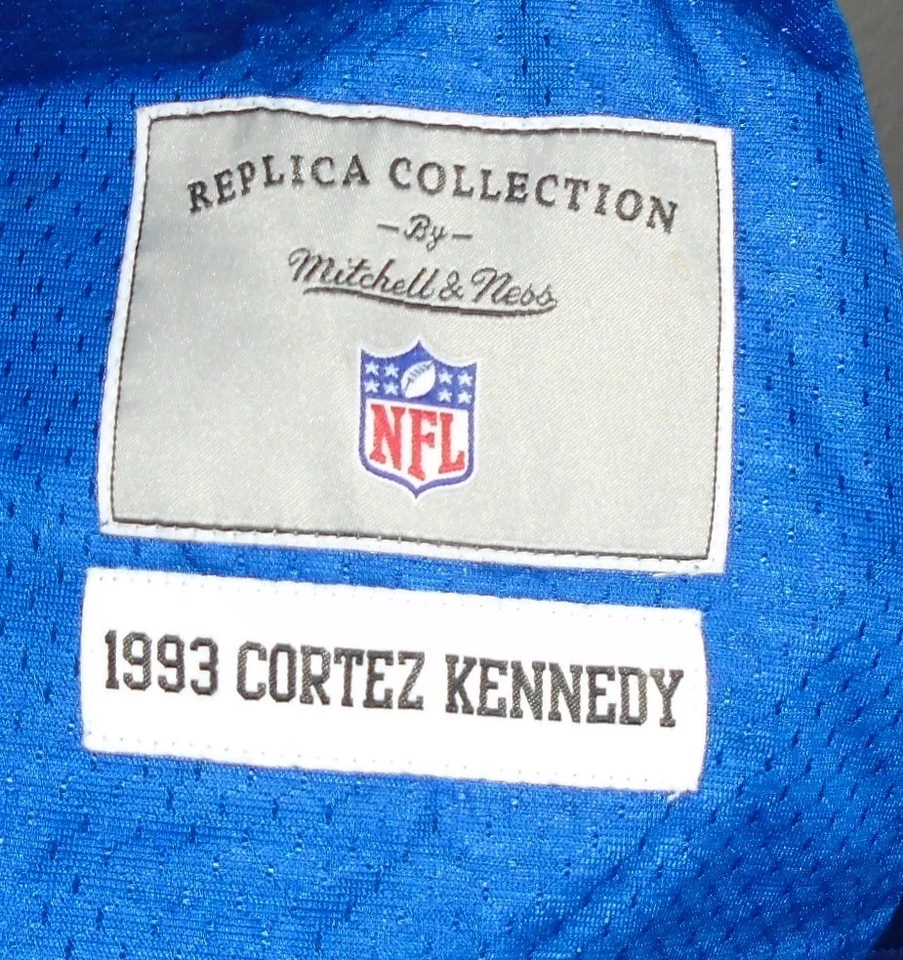 REPLICA COLLECTION
-By-
Mitchell & Ness
NFL
1993 CORTEZ KENNEDY